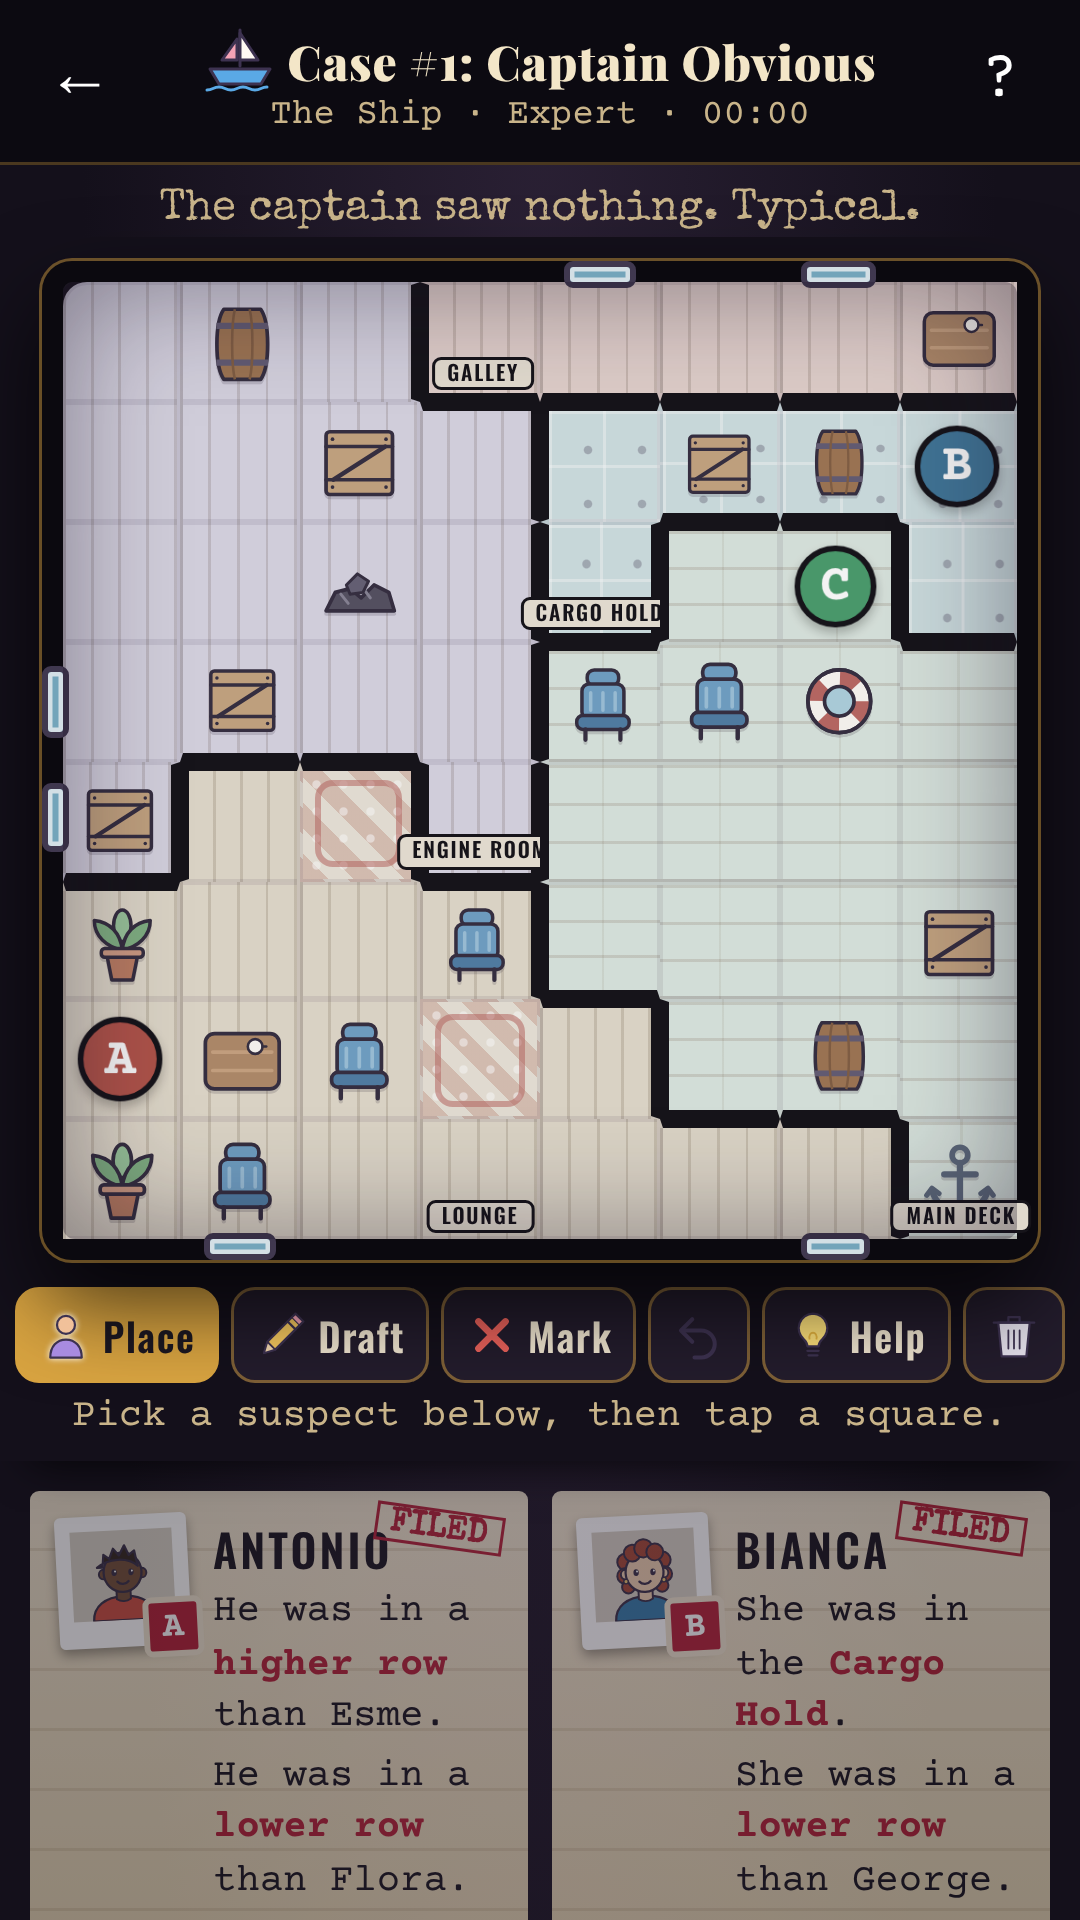 ←
Case #1: Captain Obvious
?
The Ship · Expert · 00:00
The captain saw nothing. Typical.
GALLEY
B
C
CARGO HOLD
ENGINE ROOM
A
LOUNGE
MAIN DECK
Place
Draft
Mark
Help
Pick a suspect below, then tap a square.
FILED
ANTONIO
A
He was in a
higher row
than Esme.
He was in a
lower row
than Flora.
FILED
BIANCA
B
She was in
the Cargo
Hold.
She was in a
lower row
than George.